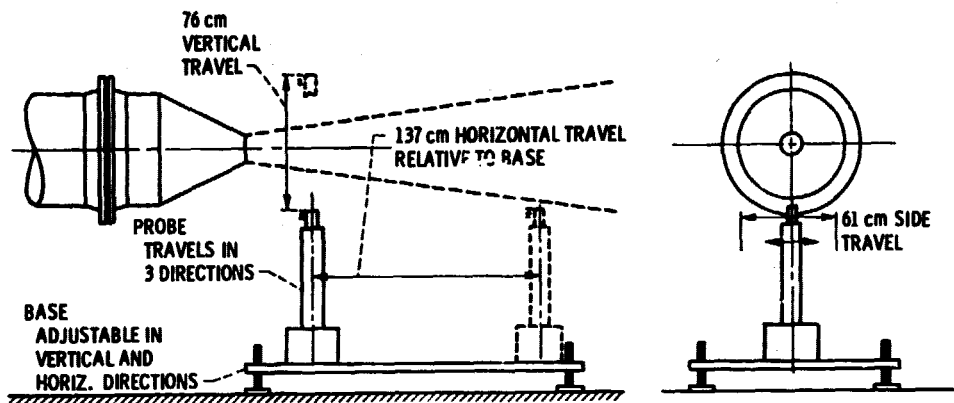 76 cm
VERTICAL
TRAVEL
137 cm HORIZONTAL TRAVEL
RELATIVE TO BASE
PROBE
TRAVELS IN
3 DIRECTIONS
BASE
ADJUSTABLE IN
VERTICAL AND
HORIZ. DIRECTIONS
61 cm SIDE
TRAVEL